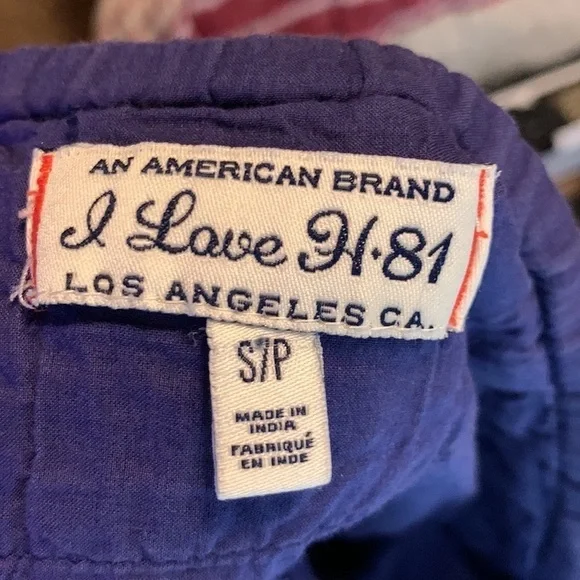 AN AMERICAN BRAND
I Love H·81
LOS ANGELES CA.
S/P
MADE IN
INDIA
FABRIQUÉ
EN INDE